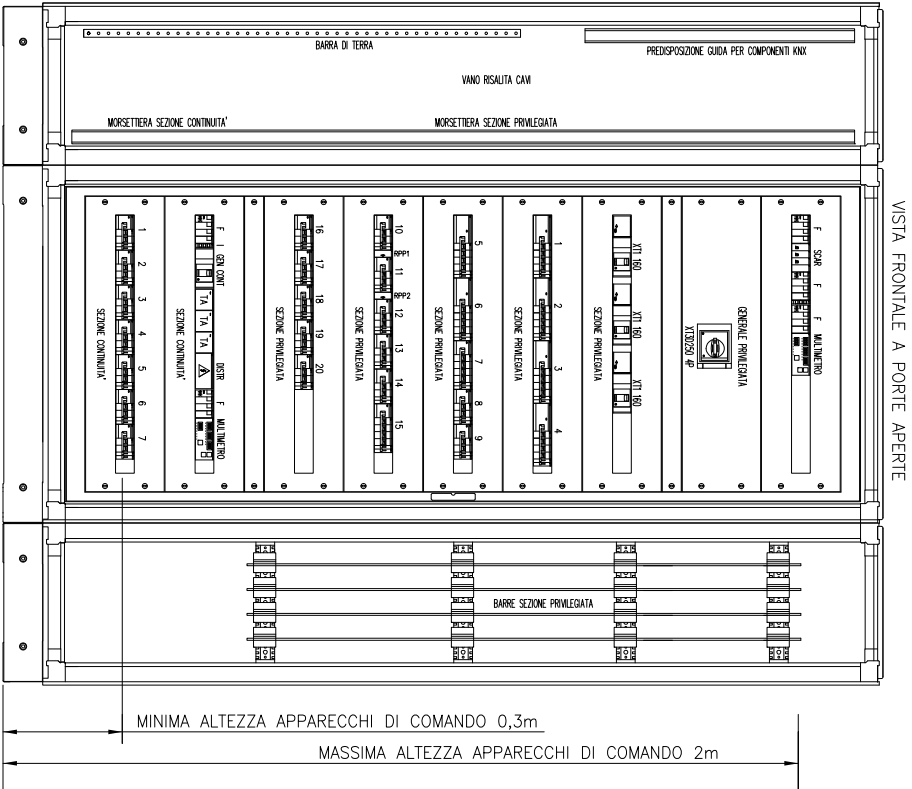 BARRA DI TERRA
PREDISPOSIZIONE GUIDA PER COMPONENTI KNX
VANO RISALITA CAVI
MORSETTIERA SEZIONE CONTINUITA'
MORSETTIERA SEZIONE PRIVILEGIATA
VISTA FRONTALE A PORTE APERTE
1
2
3
4
5
6
7
SEZIONE CONTINUITA'
F
I
GEN CONT
TA
TA
TA
DISTR
F
MULTIMETRO
SEZIONE CONTINUITA'
16
17
18
19
20
SEZIONE PRIVILEGIATA
10
RPP1
11
RPP2
12
13
14
15
SEZIONE PRIVILEGIATA
5
6
7
8
9
SEZIONE PRIVILEGIATA
1
2
3
4
SEZIONE PRIVILEGIATA
XT1 160
XT1 160
XT1 160
SEZIONE PRIVILEGIATA
GENERALE PRIVILEGIATA
XT3D250 4P
F
SCAR
F
F
MULTIMETRO
BARRE SEZIONE PRIVILEGIATA
MINIMA ALTEZZA APPARECCHI DI COMANDO 0,3m
MASSIMA ALTEZZA APPARECCHI DI COMANDO 2m